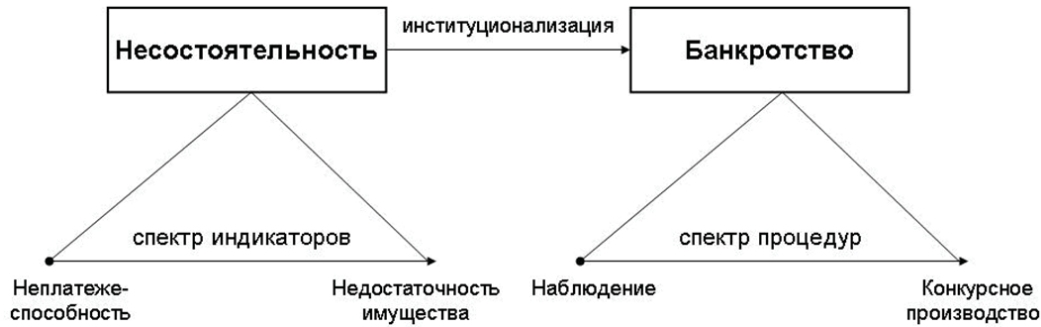 институционализация
Несостоятельность
Банкротство
спектр индикаторов
спектр процедур
Неплатеже-
способность
Недостаточность
имущества
Наблюдение
Конкурсное
производство